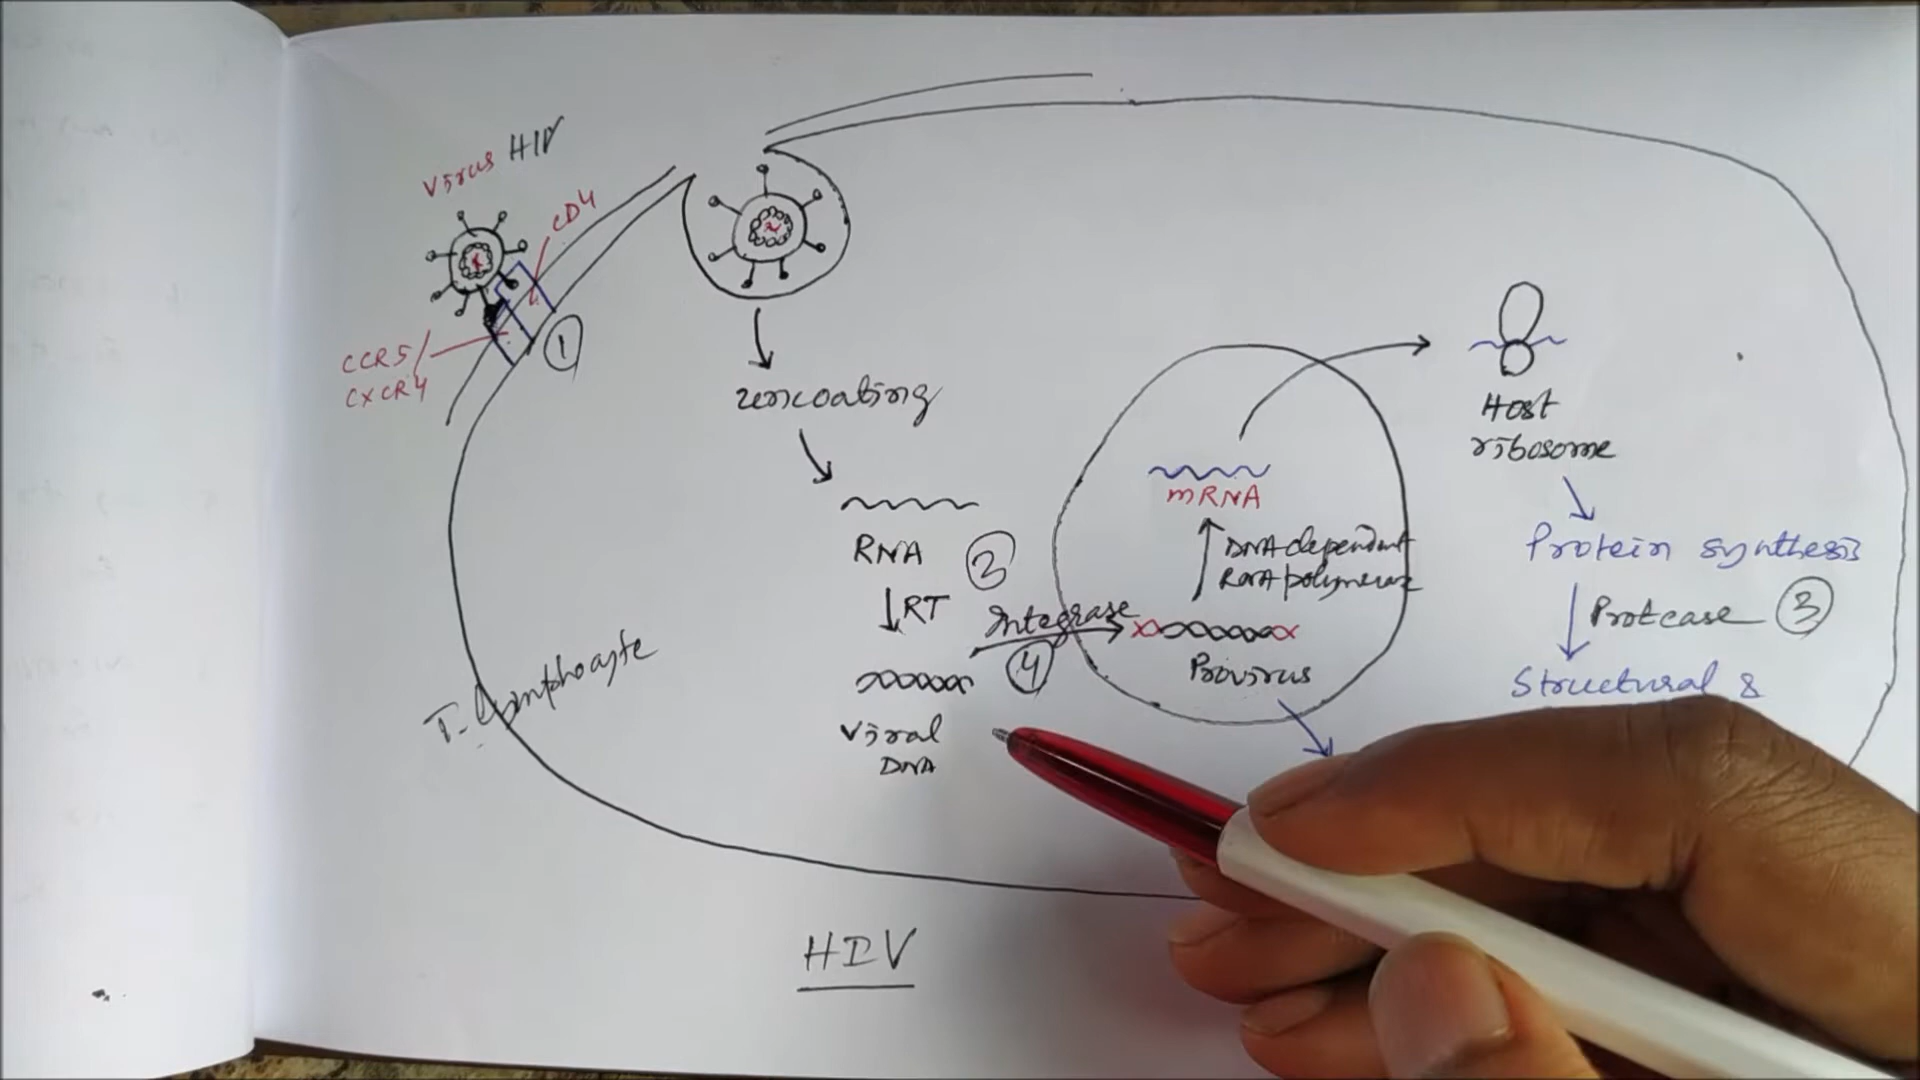 Virus HIV
CD4
CCR5/
CXCR4
1
uncoating
RNA
2
RT
Integrase
4
Viral
DNA
T-Lymphocyte
mRNA
DNA dependent
RNA polymerase
Provirus
Host
ribosome
Protein synthesis
Protease 3
Structural &
HIV